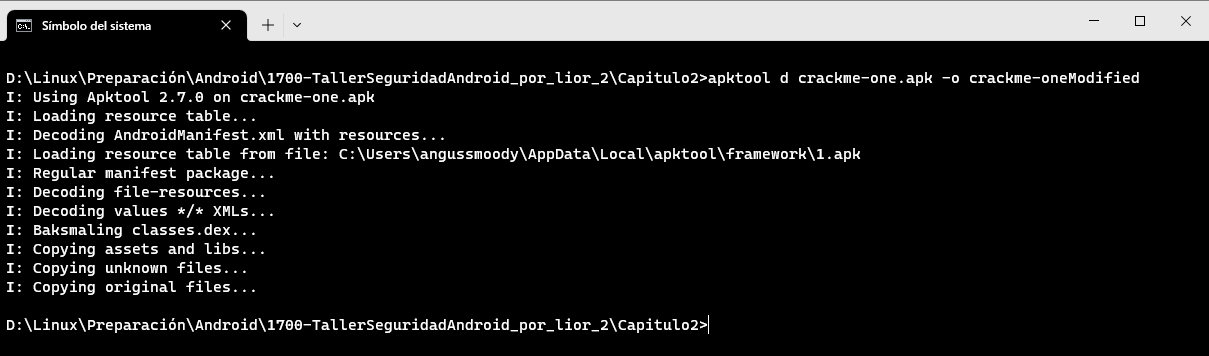 Símbolo del sistema
D:\Linux\Preparación\Android\1700-TallerSeguridadAndroid_por_lior_2\Capitulo2>apktool d crackme-one.apk -o crackme-oneModified
I: Using Apktool 2.7.0 on crackme-one.apk
I: Loading resource table...
I: Decoding AndroidManifest.xml with resources...
I: Loading resource table from file: C:\Users\angussmoody\AppData\Local\apktool\framework\1.apk
I: Regular manifest package...
I: Decoding file-resources...
I: Decoding values */* XMLs...
I: Baksmaling classes.dex...
I: Copying assets and libs...
I: Copying unknown files...
I: Copying original files...
D:\Linux\Preparación\Android\1700-TallerSeguridadAndroid_por_lior_2\Capitulo2>